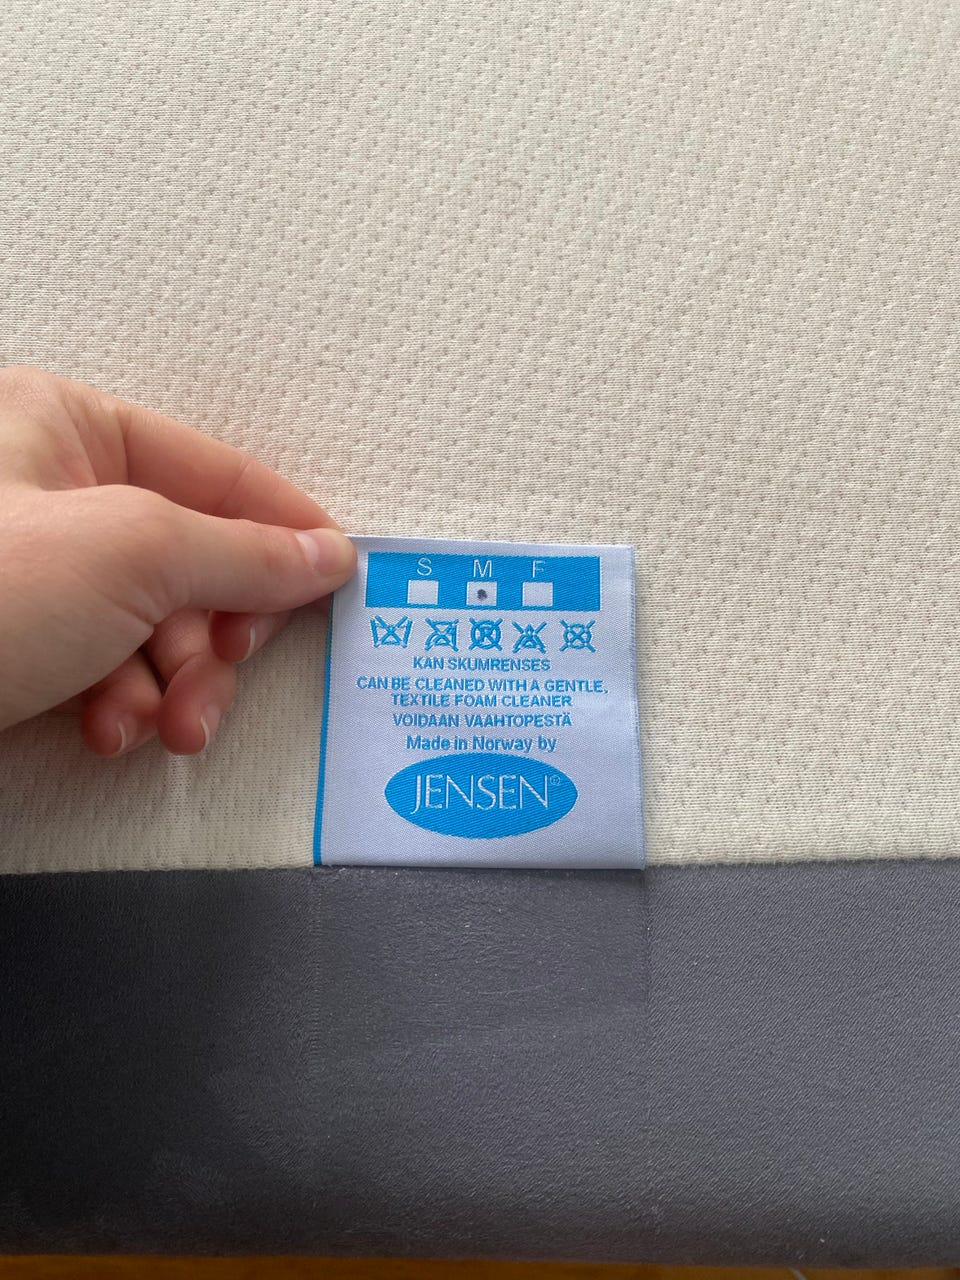 S M F
KAN SKUMRENSES
CAN BE CLEANED WITH A GENTLE,
TEXTILE FOAM CLEANER
VOIDAAN VAAHTOPESTÄ
Made in Norway by
JENSEN®